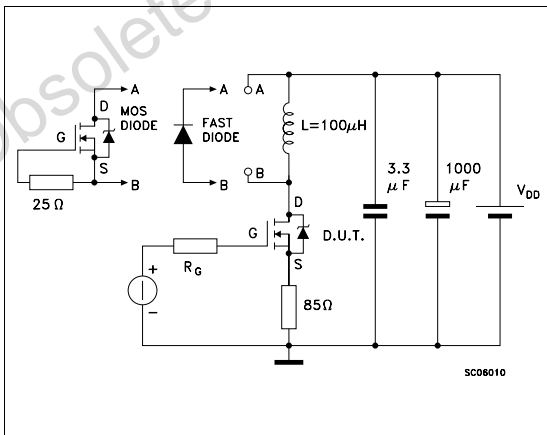 obsolete
A
D
MOS
DIODE
G
S
B
25 Ω
A
FAST
DIODE
B
A
B
L=100μH
D
G
S
D.U.T.
RG
+
−
85Ω
3.3
μF
1000
μF
VDD
SC06010